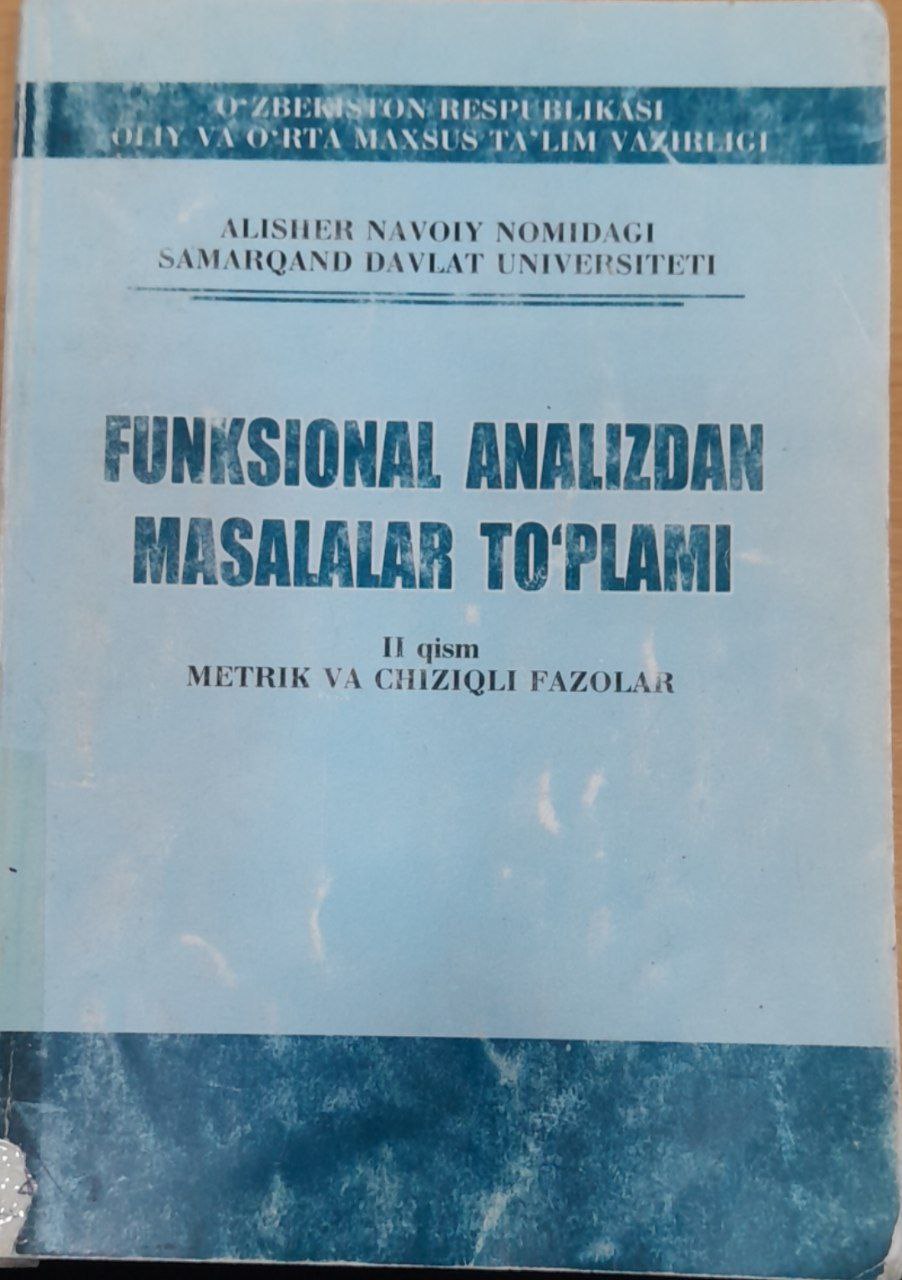 O‘ZBEKISTON RESPUBLIKASI
OLIY VA O‘RTA MAXSUS TA’LIM VAZIRLIGI
ALISHER NAVOIY NOMIDAGI
SAMARQAND DAVLAT UNIVERSITETI
FUNKSIONAL ANALIZDAN
MASALALAR TO‘PLAMI
II qism
METRIK VA CHIZIQLI FAZOLAR